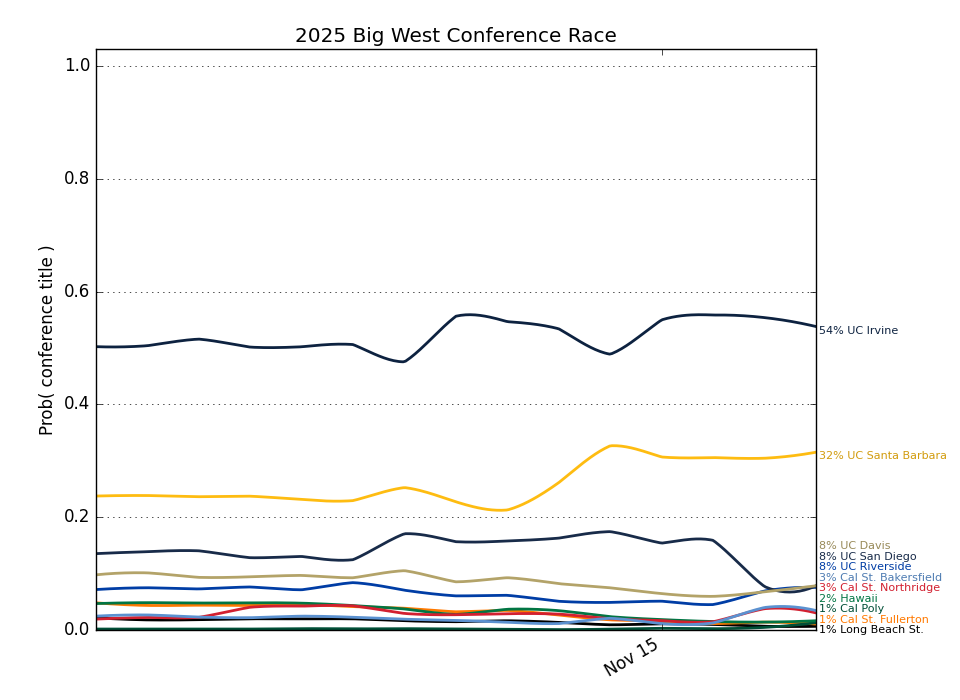 2025 Big West Conference Race
1.0
0.8
0.6
0.4
0.2
0.0
Prob( conference title )
Nov 15
54% UC Irvine
32% UC Santa Barbara
8% UC Davis
8% UC San Diego
8% UC Riverside
3% Cal St. Bakersfield
3% Cal St. Northridge
2% Hawaii
1% Cal Poly
1% Cal St. Fullerton
1% Long Beach St.